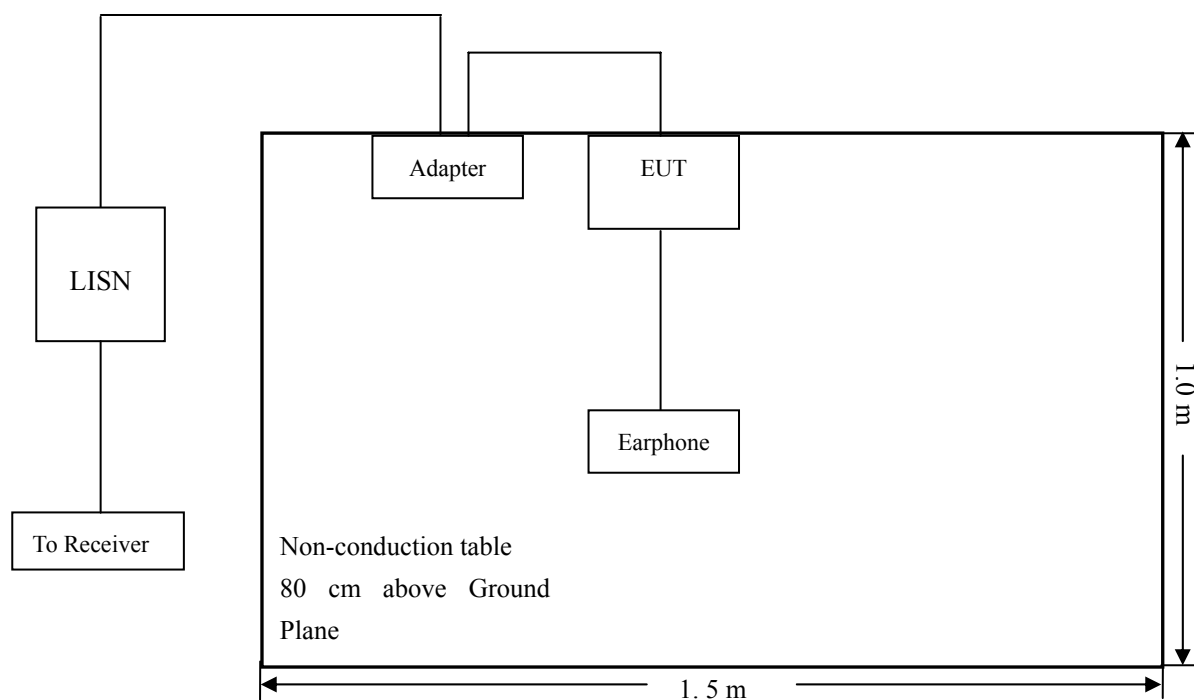 Adapter
EUT
LISN
Earphone
To Receiver
Non-conduction table
80 cm above Ground
Plane
1.0 m
1. 5 m